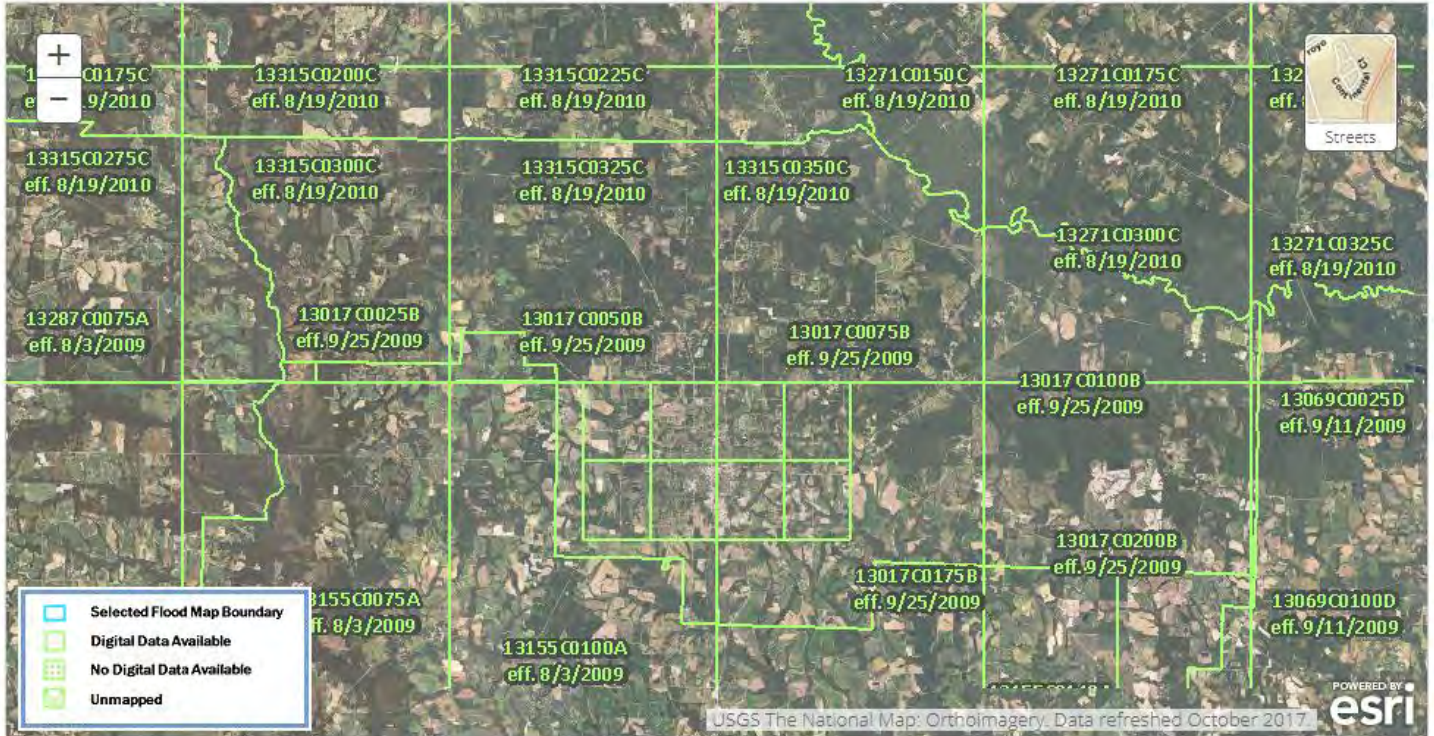 +
−
C0175C
9/2010
13315C0200C
eff. 8/19/2010
13315C0225C
eff. 8/19/2010
13271C0150C
eff. 8/19/2010
13271C0175C
eff. 8/19/2010
Streets
13315C0275C
eff. 8/19/2010
13315C0300C
eff. 8/19/2010
13315C0325C
eff. 8/19/2010
13315C0350C
eff. 8/19/2010
13271C0300C
eff. 8/19/2010
13271C0325C
eff. 8/19/2010
13287C0075A
eff. 8/3/2009
13017C0025B
eff. 9/25/2009
13017C0050B
eff. 9/25/2009
13017C0075B
eff. 9/25/2009
13017C0100B
eff. 9/25/2009
13069C0025D
eff. 9/11/2009
13017C0200B
eff. 9/25/2009
13017C0175B
eff. 9/25/2009
13069C0100D
eff. 9/11/2009
3155C0075A
ff. 8/3/2009
13155C0100A
eff. 8/3/2009
Selected Flood Map Boundary
Digital Data Available
No Digital Data Available
Unmapped
USGS The National Map: Orthoimagery. Data refreshed October 2017.
POWERED BY
esri